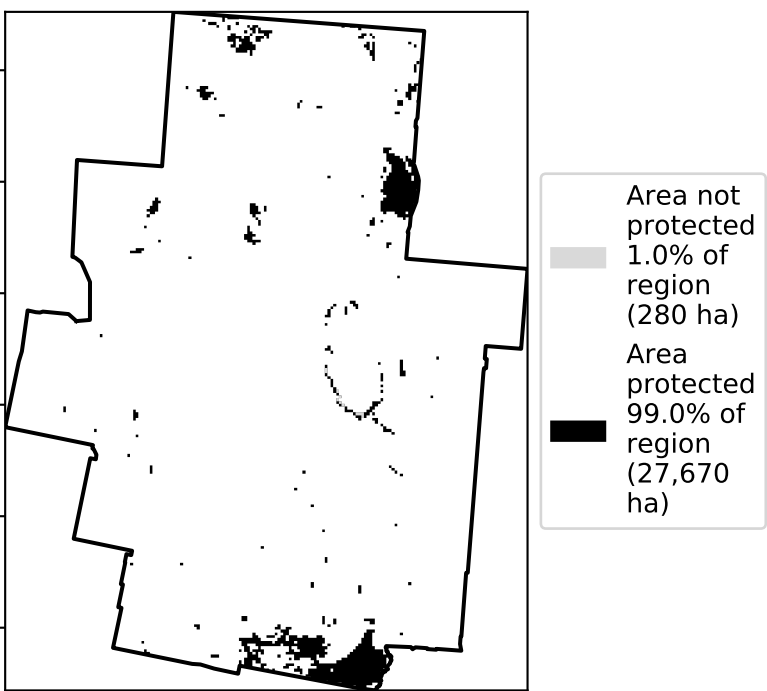 Area not
protected
1.0% of
region
(280 ha)
Area
protected
99.0% of
region
(27,670
ha)